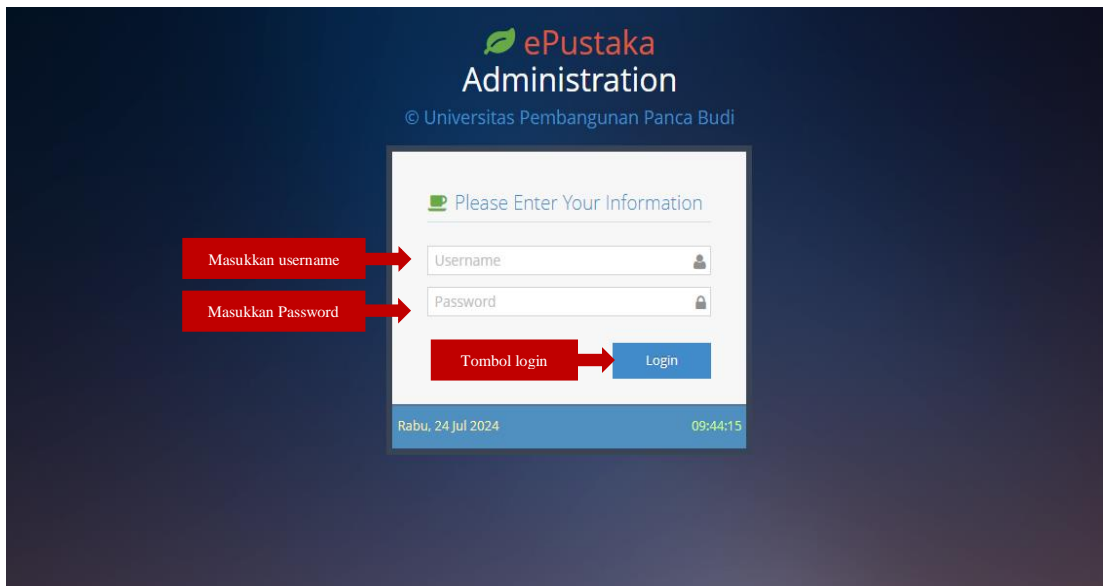 ePustaka
Administration
© Universitas Pembangunan Panca Budi
Please Enter Your Information
Masukkan username
Username
Masukkan Password
Password
Tombol login
Login
Rabu, 24 Jul 2024
09:44:15